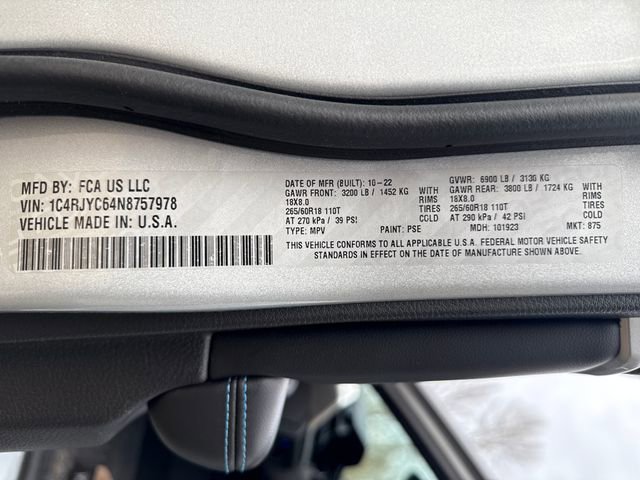 MFD BY: FCA US LLC
VIN: 1C4RJYC64N8757978
VEHICLE MADE IN: U.S.A.
DATE OF MFR (BUILT): 10-22 GVWR: 6900 LB / 3130 KG
GAWR FRONT: 3200 LB / 1452 KG WITH GAWR REAR: 3800 LB / 1724 KG WITH
18X8.0 RIMS 18X8.0 RIMS
265/60R18 110T TIRES 265/60R18 110T TIRES
AT 270 kPa / 39 PSI COLD AT 290 kPa / 42 PSI COLD
TYPE: MPV PAINT: PSE MDH: 101923 MKT: 875
THIS VEHICLE CONFORMS TO ALL APPLICABLE U.S.A. FEDERAL MOTOR VEHICLE SAFETY
STANDARDS IN EFFECT ON THE DATE OF MANUFACTURE SHOWN ABOVE.